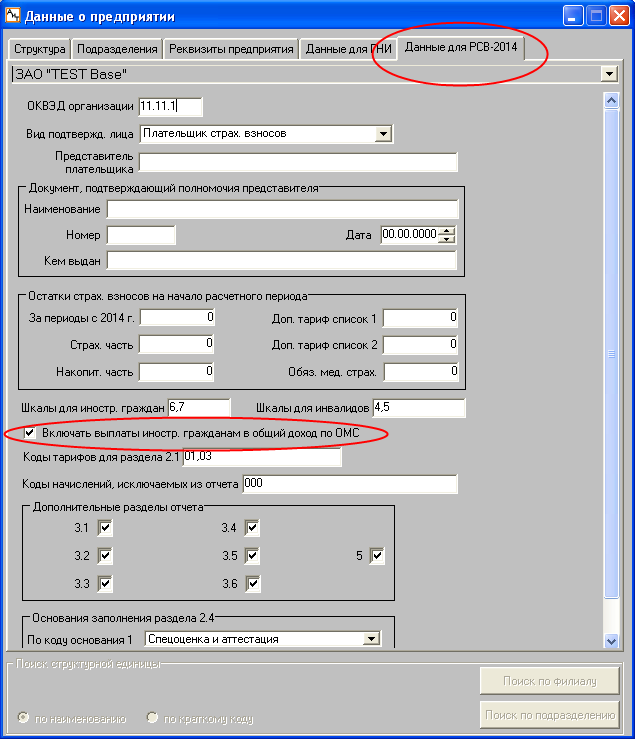 Данные о предприятии
Структура Подразделения Реквизиты предприятия Данные для ГНИ Данные для РСВ-2014
ЗАО "TEST Base"
ОКВЭД организации 11.11.1
Вид подтвержд. лица Плательщик страх. взносов
Представитель
плательщика
Документ, подтверждающий полномочия представителя
Наименование
Номер Дата 00.00.0000
Кем выдан
Остатки страх. взносов на начало расчетного периода
За периоды с 2014 г. 0 Доп. тариф список 1 0
Страх. часть 0 Доп. тариф список 2 0
Накопит. часть 0 Обяз. мед. страх. 0
Шкалы для иностр. граждан 6,7 Шкалы для инвалидов 4,5
Включать выплаты иностр. гражданам в общий доход по ОМС
Коды тарифов для раздела 2.1 01,03
Коды начислений, исключаемых из отчета 000
Дополнительные разделы отчета
3.1 3.4
3.2 3.5 5
3.3 3.6
Основания заполнения раздела 2.4
По коду основания 1 Спецоценка и аттестация
Поиск структурной единицы
Поиск по филиалу
по наименованию по краткому коду Поиск по подразделению